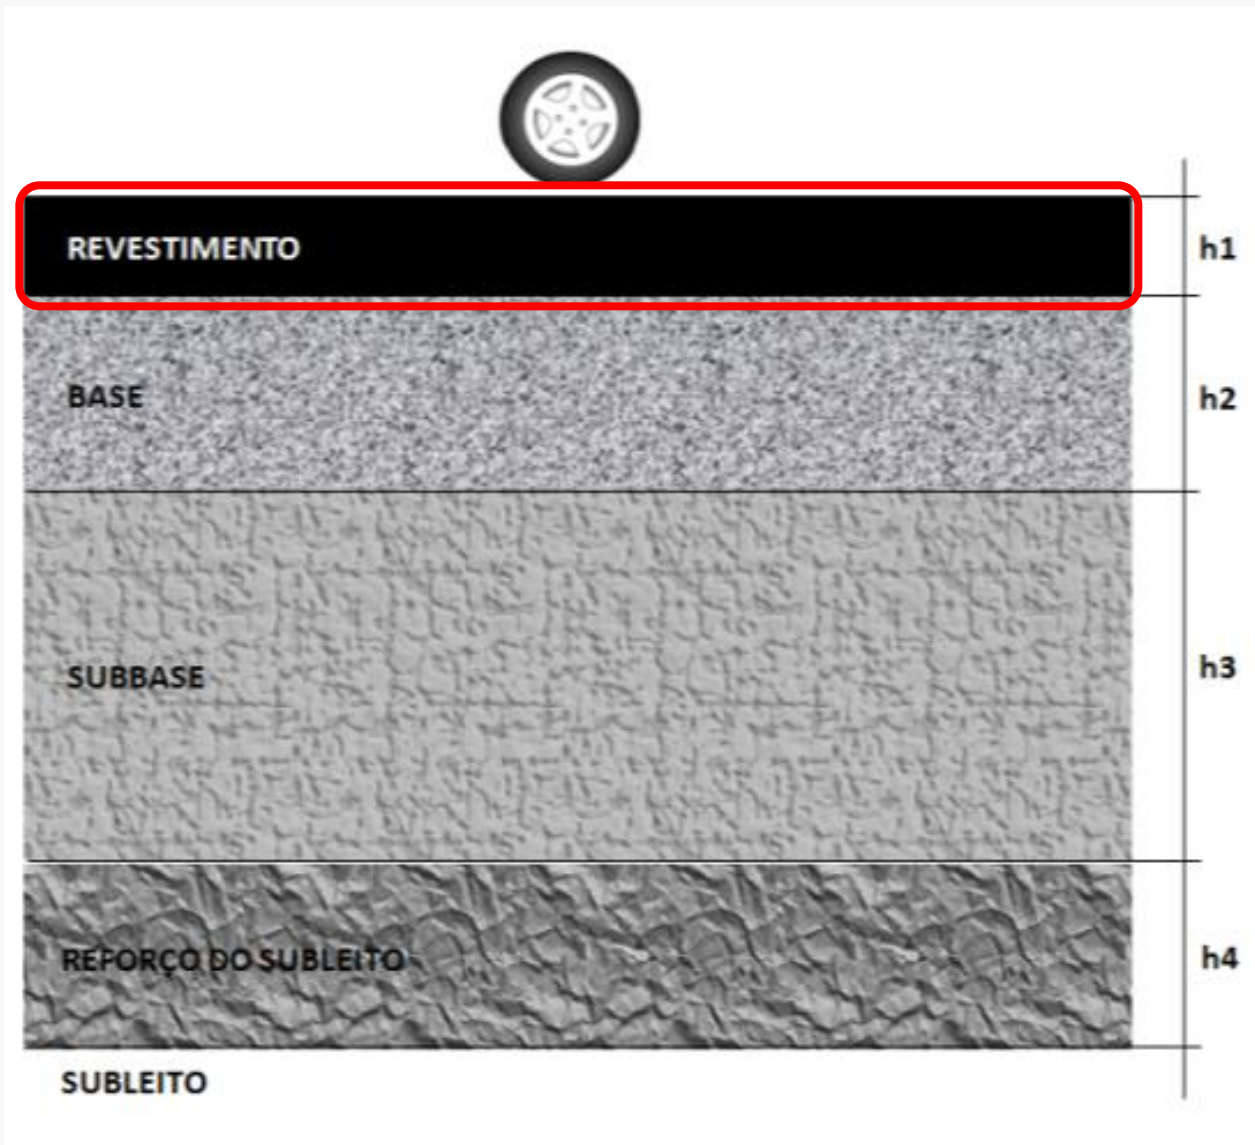 REVESTIMENTO
h1
BASE
h2
SUBBASE
h3
REFORÇO DO SUBLEITO
h4
SUBLEITO